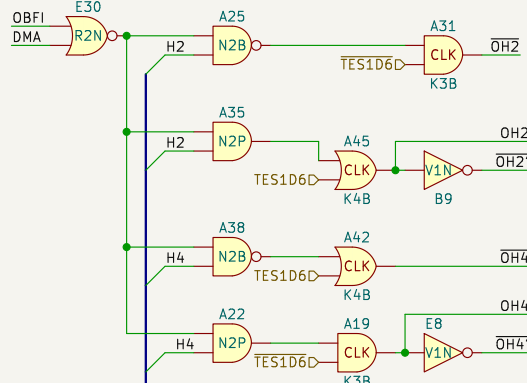 E30
OBFI
DMA
R2N
A25
H2
N2B
A31
CLK
K3B
TES1D6
OH2
A35
H2
N2P
A45
CLK
K4B
TES1D6
OH2
V1N
B9
OH2
A38
H4
N2B
A42
CLK
K4B
TES1D6
OH4
A22
H4
N2P
A19
CLK
K3B
TES1D6
OH4
E8
V1N
OH4